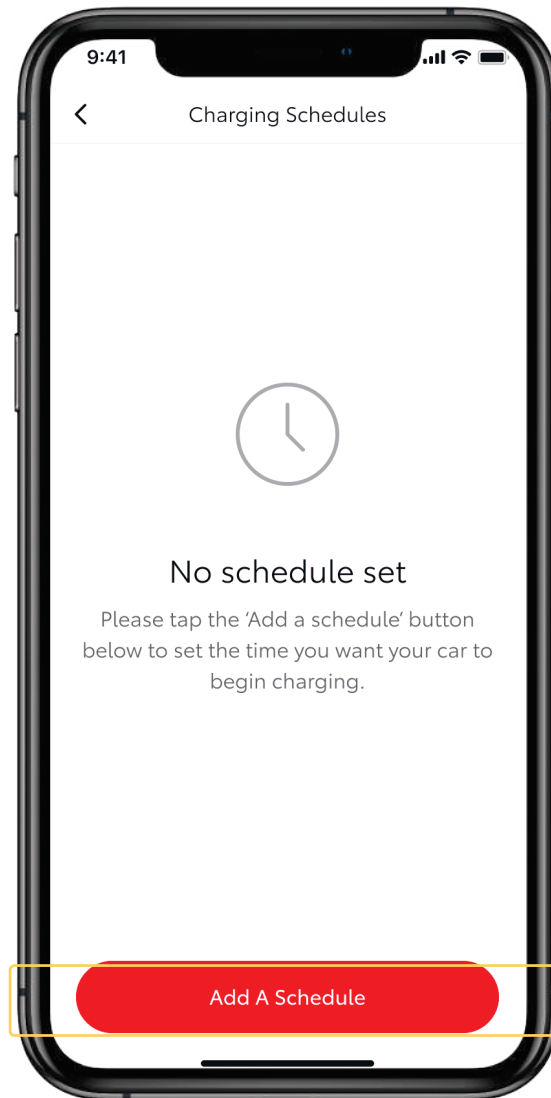 9:41
Charging Schedules
No schedule set
Please tap the ‘Add a schedule’ button
below to set the time you want your car to
begin charging.
Add A Schedule